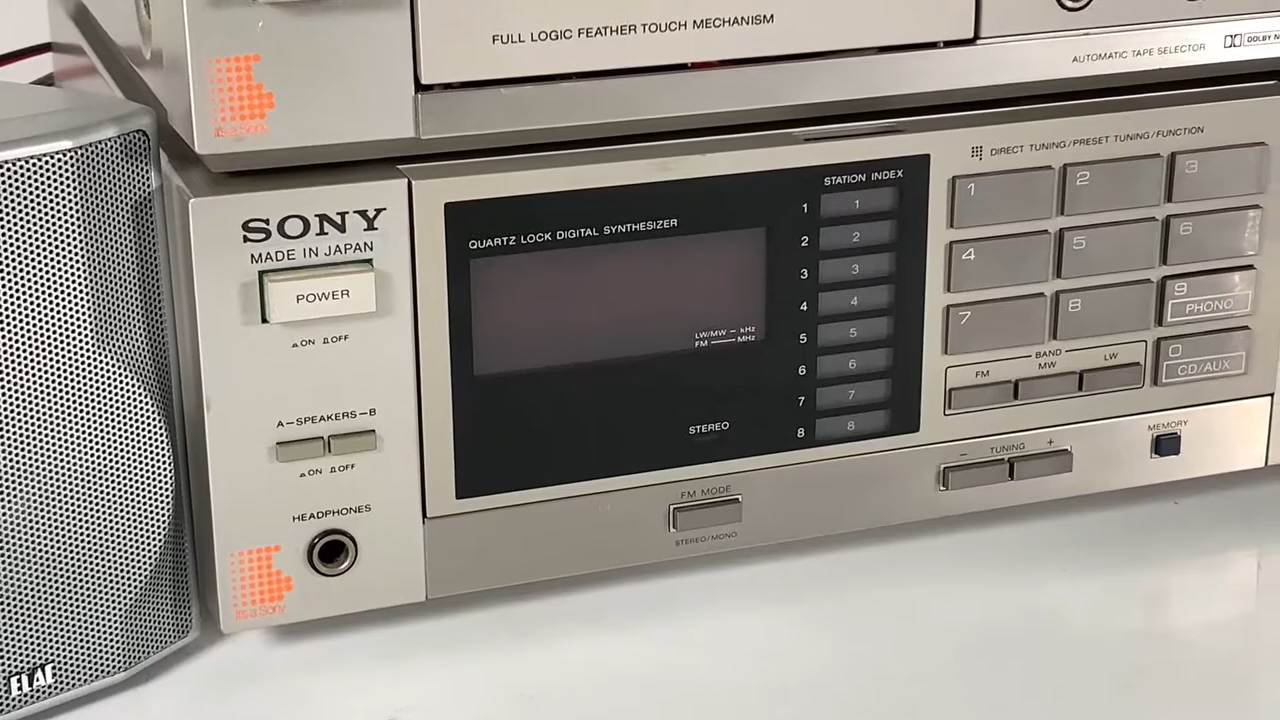 FULL LOGIC FEATHER TOUCH MECHANISM
AUTOMATIC TAPE SELECTOR
DOLBY N
It's a Sony
SONY
MADE IN JAPAN
POWER
ON OFF
A-SPEAKERS-B
ON OFF
HEADPHONES
It's a Sony
ELAC
QUARTZ LOCK DIGITAL SYNTHESIZER
LW/MW — kHz
FM — MHz
STEREO
STATION INDEX
1 1
2 2
3 3
4 4
5 5
6 6
7 7
8 8
FM MODE
STEREO/MONO
DIRECT TUNING/PRESET TUNING/FUNCTION
1 2 3
4 5 6
7 8 9
PHONO
0
CD/AUX
BAND
FM MW LW
– TUNING +
MEMORY